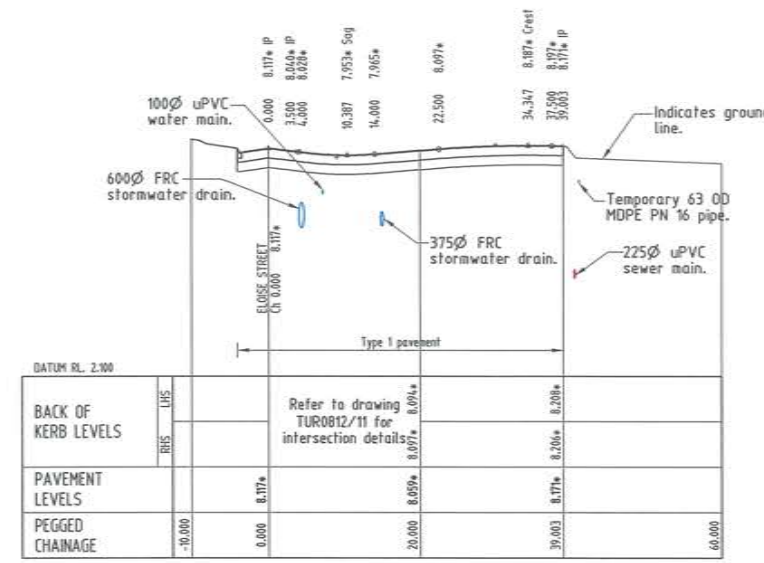 8.117* IP
8.040* IP
8.028*
7.953* Sag
7.965*
8.097*
8.187* Crest
8.197*
8.171* IP
0.000
3.500
4.000
10.387
14.000
22.500
34.347
37.500
39.003
100Ø uPVC
water main.
Indicates ground
line.
600Ø FRC
stormwater drain.
Temporary 63 OD
MDPE PN 16 pipe.
375Ø FRC
stormwater drain.
225Ø uPVC
sewer main.
ELOISE STREET
Ch 0.000 8.117*
Type 1 pavement
DATUM RL. 2.100
BACK OF
KERB LEVELS
LHS
RHS
Refer to drawing
TUR0812/11 for
intersection details.
8.094*
8.208*
8.097*
8.206*
PAVEMENT
LEVELS
8.117*
8.059*
8.171*
PEGGED
CHAINAGE
-10.000
0.000
20.000
39.003
60.000